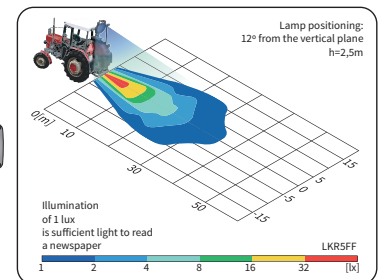 Lamp positioning:
12º from the vertical plane
h=2,5m
0[m]
10
30
50
15
5
0
-5
-15
Illumination
of 1 lux
is sufficient light to read
a newspaper
LKR5FF
1 2 4 8 16 32 [lx]